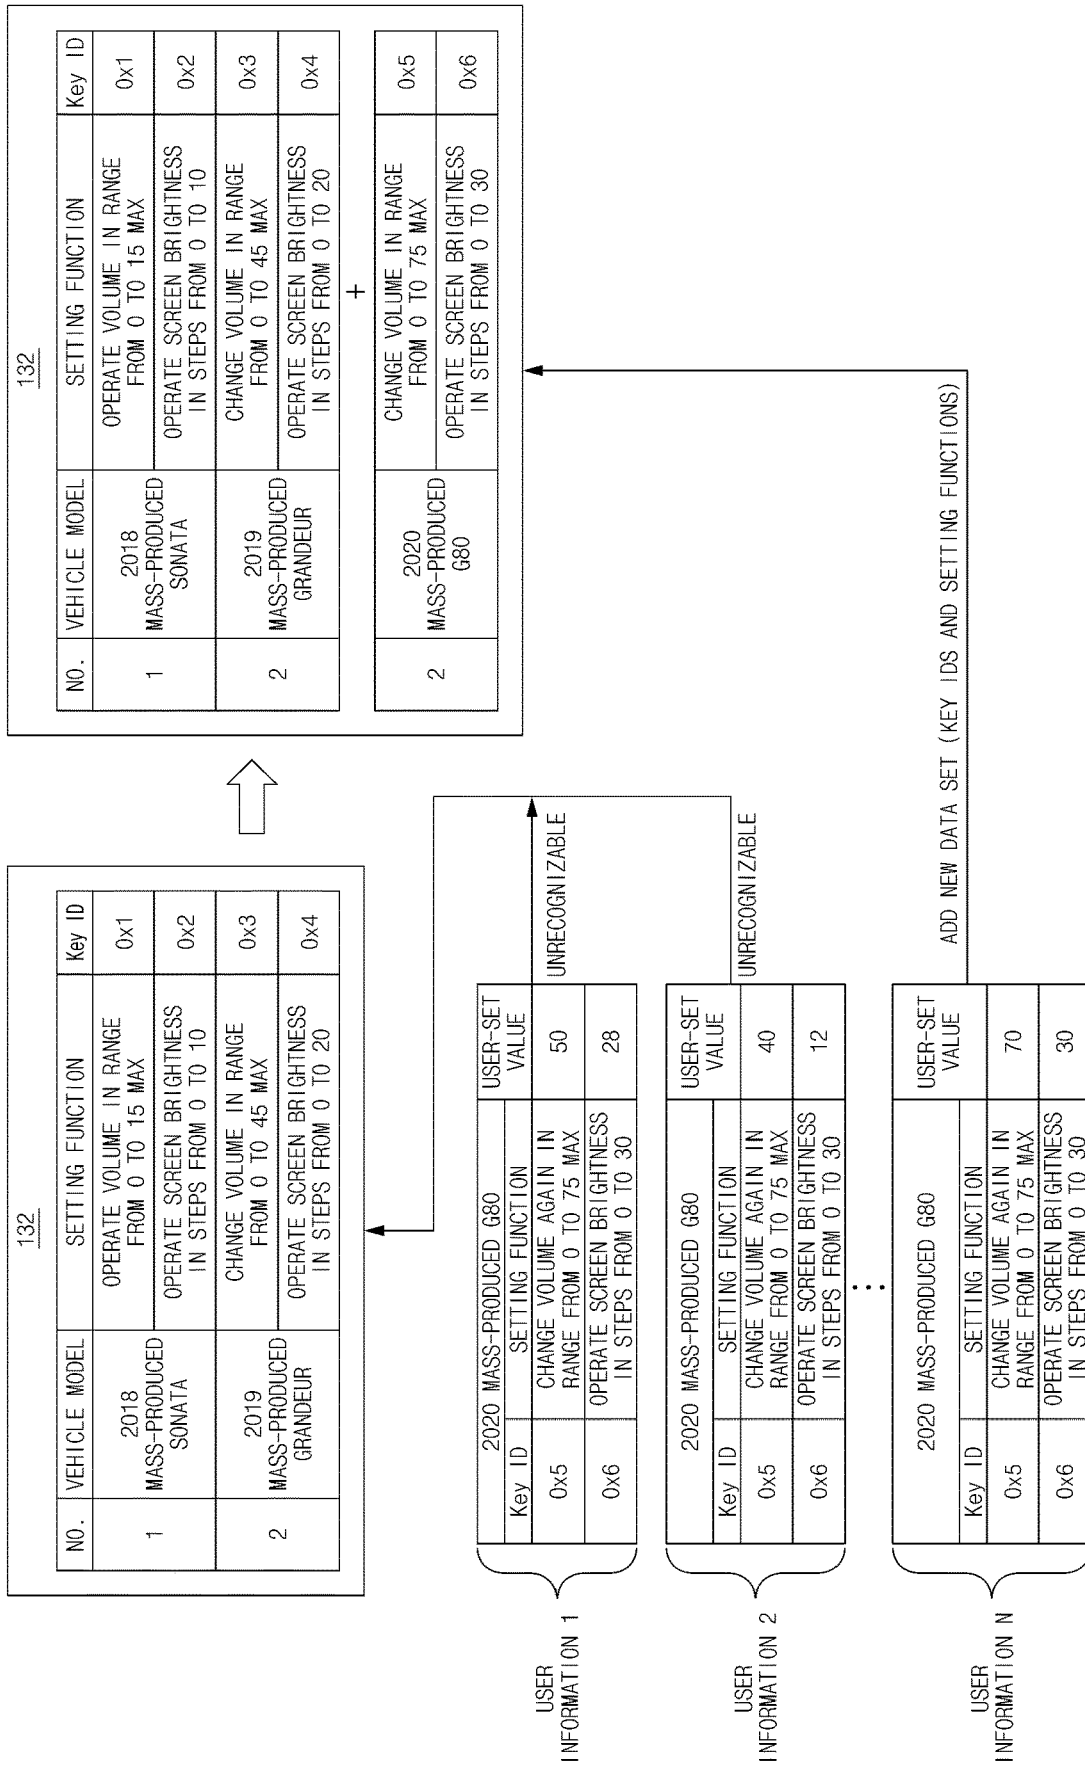 132
NO. VEHICLE MODEL SETTING FUNCTION Key ID
1
2018
MASS-PRODUCED
SONATA
OPERATE VOLUME IN RANGE
FROM 0 TO 15 MAX
0x1
OPERATE SCREEN BRIGHTNESS
IN STEPS FROM 0 TO 10
0x2
2
2019
MASS-PRODUCED
GRANDEUR
CHANGE VOLUME IN RANGE
FROM 0 TO 45 MAX
0x3
OPERATE SCREEN BRIGHTNESS
IN STEPS FROM 0 TO 20
0x4
132
NO. VEHICLE MODEL SETTING FUNCTION Key ID
1
2018
MASS-PRODUCED
SONATA
OPERATE VOLUME IN RANGE
FROM 0 TO 15 MAX
0x1
OPERATE SCREEN BRIGHTNESS
IN STEPS FROM 0 TO 10
0x2
2
2019
MASS-PRODUCED
GRANDEUR
CHANGE VOLUME IN RANGE
FROM 0 TO 45 MAX
0x3
OPERATE SCREEN BRIGHTNESS
IN STEPS FROM 0 TO 20
0x4
+
2
2020
MASS-PRODUCED
G80
CHANGE VOLUME IN RANGE
FROM 0 TO 75 MAX
0x5
OPERATE SCREEN BRIGHTNESS
IN STEPS FROM 0 TO 30
0x6
USER
INFORMATION 1
2020 MASS-PRODUCED G80
USER-SET
VALUE
Key ID SETTING FUNCTION
0x5
CHANGE VOLUME AGAIN IN
RANGE FROM 0 TO 75 MAX
50
0x6
OPERATE SCREEN BRIGHTNESS
IN STEPS FROM 0 TO 30
28
UNRECOGNIZABLE
USER
INFORMATION 2
2020 MASS-PRODUCED G80
USER-SET
VALUE
Key ID SETTING FUNCTION
0x5
CHANGE VOLUME AGAIN IN
RANGE FROM 0 TO 75 MAX
40
0x6
OPERATE SCREEN BRIGHTNESS
IN STEPS FROM 0 TO 30
12
UNRECOGNIZABLE
USER
INFORMATION N
2020 MASS-PRODUCED G80
USER-SET
VALUE
Key ID SETTING FUNCTION
0x5
CHANGE VOLUME AGAIN IN
RANGE FROM 0 TO 75 MAX
70
0x6
OPERATE SCREEN BRIGHTNESS
IN STEPS FROM 0 TO 30
30
ADD NEW DATA SET (KEY IDS AND SETTING FUNCTIONS)